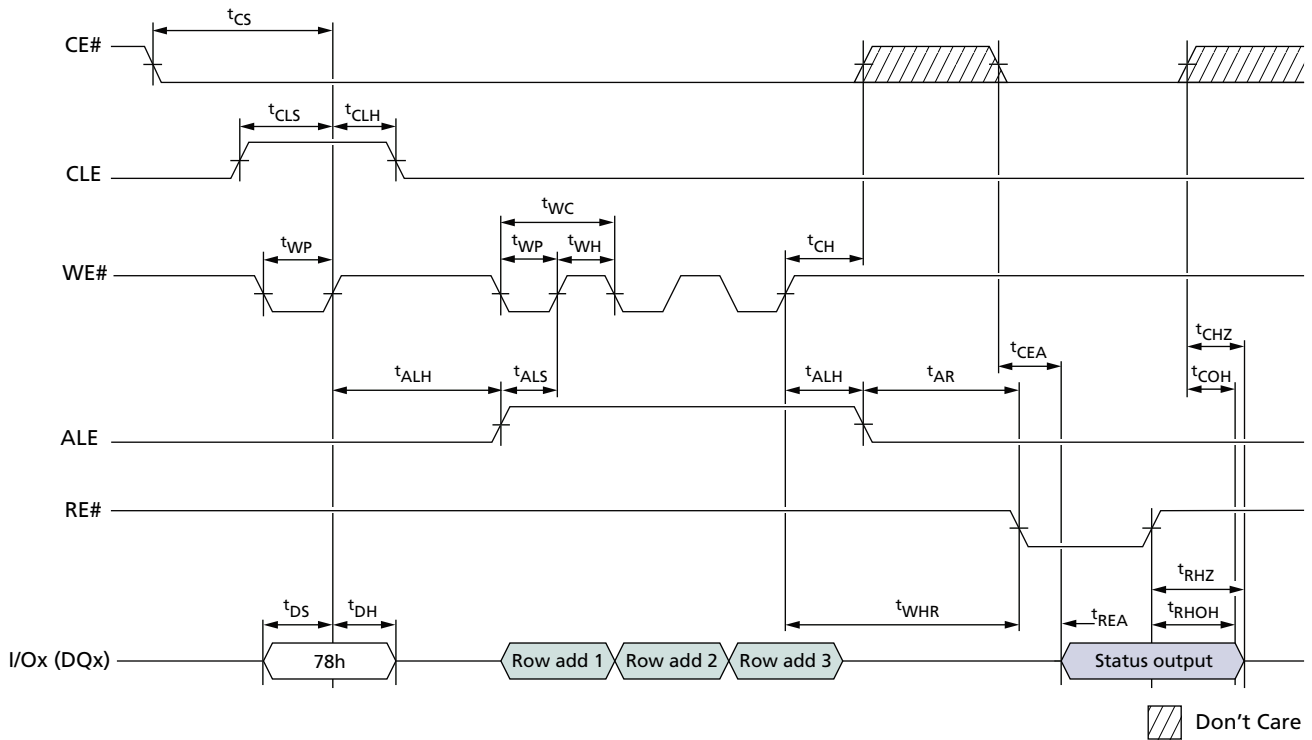 tCS
CE#
tCLS
tCLH
CLE
tWC
tWP
tWP
tWH
tCH
WE#
tCHZ
tCEA
tALH
tALS
tALH
tAR
tCOH
ALE
RE#
tRHZ
tDS
tDH
tWHR
tREA
tRHOH
I/Ox (DQx)
78h
Row add 1
Row add 2
Row add 3
Status output
Don't Care